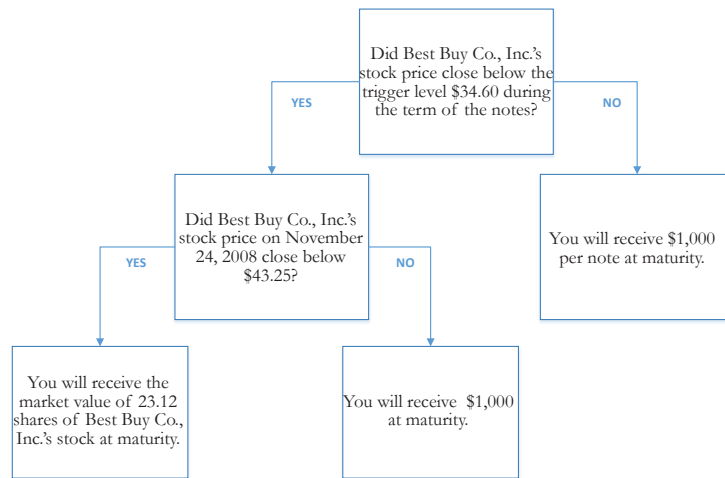 Did Best Buy Co., Inc.'s
stock price close below the
trigger level $34.60 during
the term of the notes?
YES
NO
Did Best Buy Co., Inc.'s
stock price on November
24, 2008 close below
$43.25?
You will receive $1,000
per note at maturity.
YES
NO
You will receive the
market value of 23.12
shares of Best Buy Co.,
Inc.'s stock at maturity.
You will receive $1,000
at maturity.